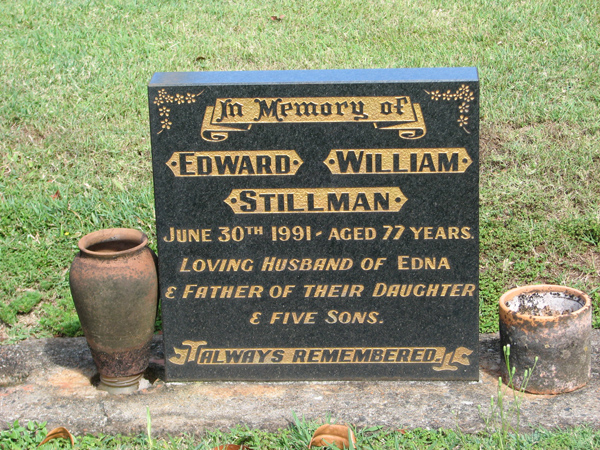 In Memory of
EDWARD WILLIAM
STILLMAN
JUNE 30TH 1991 - AGED 77 YEARS.
LOVING HUSBAND OF EDNA
& FATHER OF THEIR DAUGHTER
& FIVE SONS.
ALWAYS REMEMBERED.